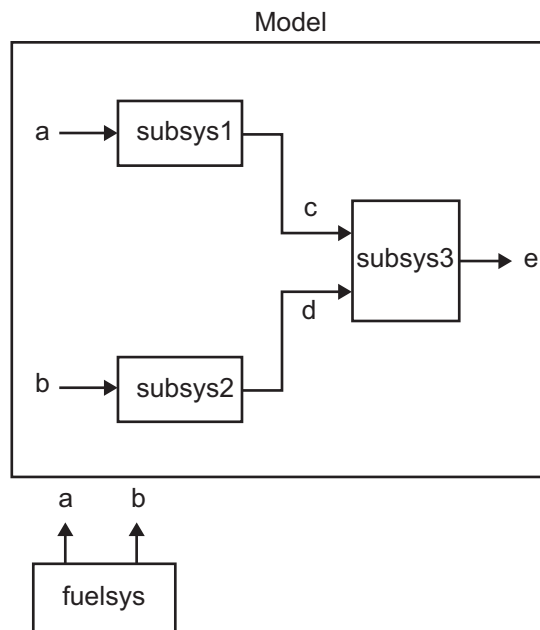 Model
a
subsys1
c
subsys3
e
d
b
subsys2
a b
fuelsys